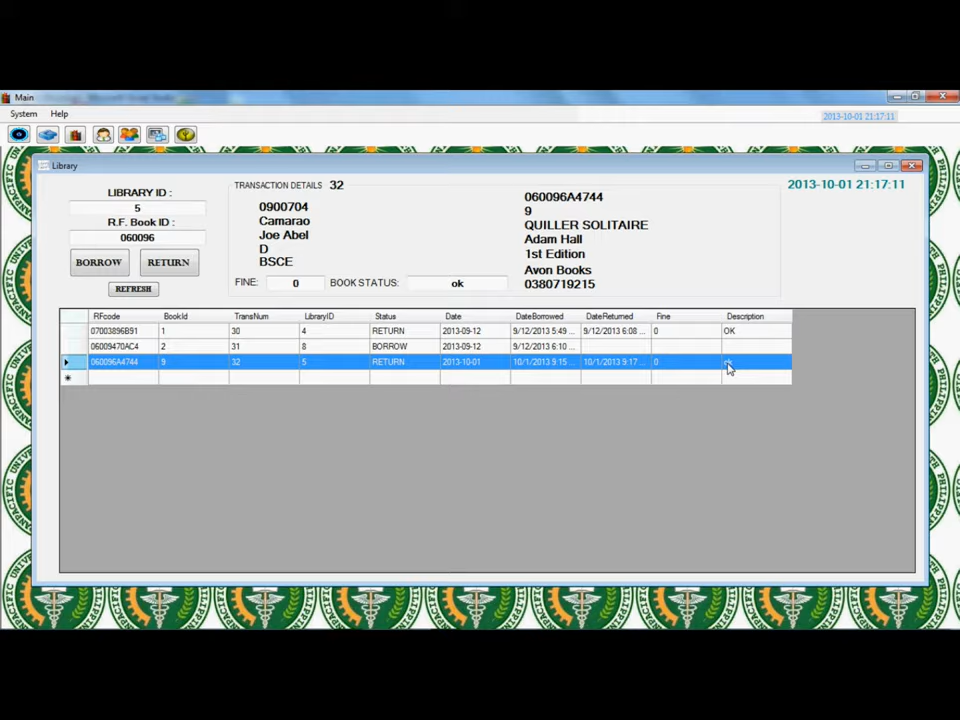 Main
System Help
2013-10-01 21:17:11
Library
2013-10-01 21:17:11
LIBRARY ID :
5
R.F. Book ID :
060096
BORROW RETURN
REFRESH
TRANSACTION DETAILS 32
0900704
Camarao
Joe Abel
D
BSCE
060096A4744
9
QUILLER SOLITAIRE
Adam Hall
1st Edition
Avon Books
0380719215
FINE: 0 BOOK STATUS: ok
RFcode BookId TransNum LibraryID Status Date DateBorrowed DateReturned Fine Description
07003896B91 1 30 4 RETURN 2013-09-12 9/12/2013 5:49 ... 9/12/2013 6:08 ... 0 OK
06009470AC4 2 31 8 BORROW 2013-09-12 9/12/2013 6:10 ...
060096A4744 9 32 5 RETURN 2013-10-01 10/1/2013 9:15 ... 10/1/2013 9:17 ... 0 ok